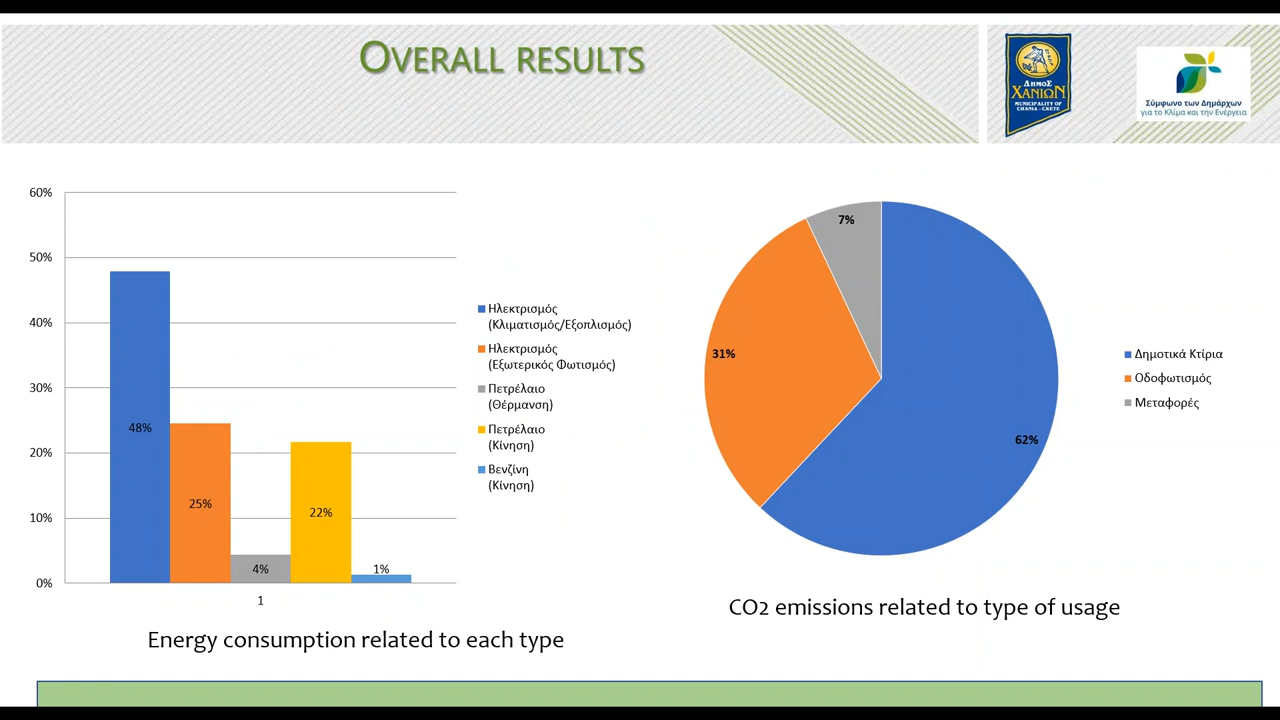 OVERALL RESULTS
ΔΗΜΟΣ
ΧΑΝΙΩΝ
MUNICIPALITY OF
CHANIA - CRETE
Σύμφωνο των Δημάρχων
για το Κλίμα και την Ενέργεια
60%
50%
40%
30%
20%
10%
0%
48%
25%
4%
22%
1%
1
Ηλεκτρισμός
(Κλιματισμός/Εξοπλισμός)
Ηλεκτρισμός
(Εξωτερικός Φωτισμός)
Πετρέλαιο
(Θέρμανση)
Πετρέλαιο
(Κίνηση)
Βενζίνη
(Κίνηση)
Energy consumption related to each type
7%
31%
62%
Δημοτικά Κτίρια
Οδοφωτισμός
Μεταφορές
CO2 emissions related to type of usage